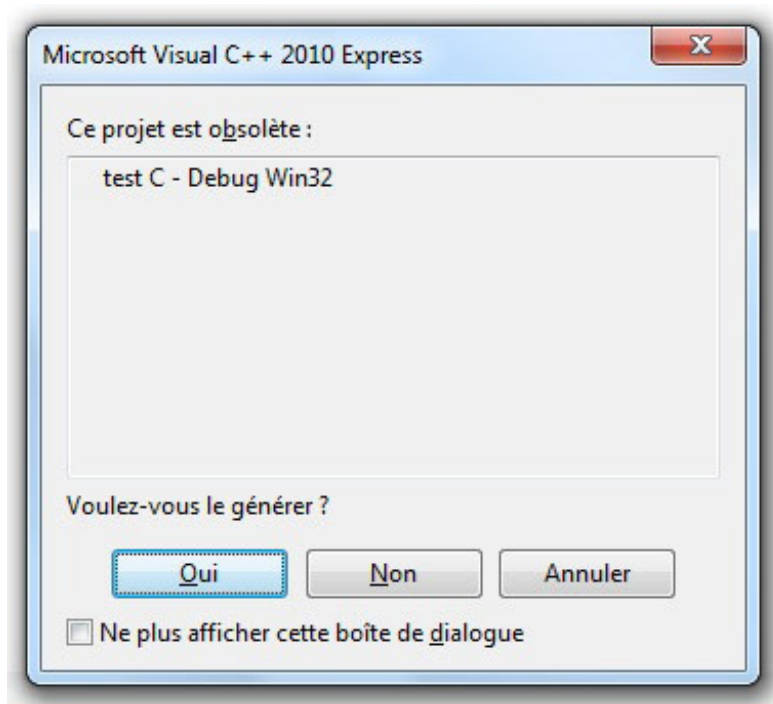 Microsoft Visual C++ 2010 Express
Ce projet est obsolète :
test C - Debug Win32
Voulez-vous le générer ?
Oui Non Annuler
Ne plus afficher cette boîte de dialogue